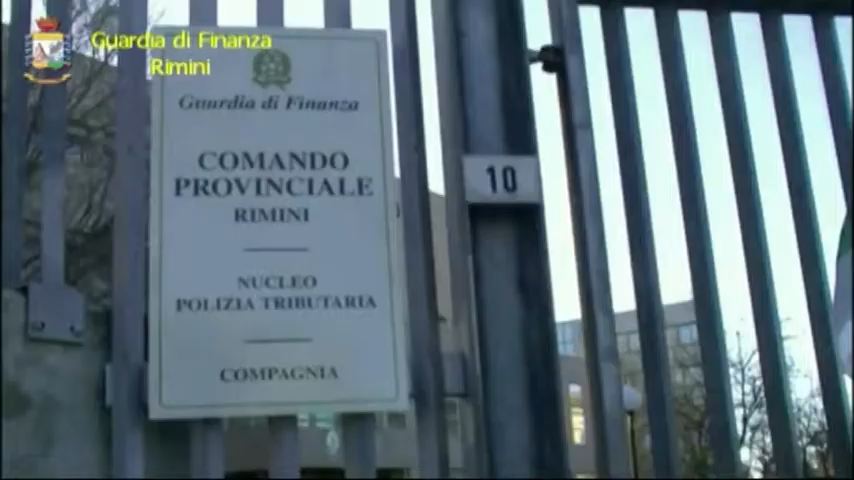 Guardia di Finanza
Rimini
Guardia di Finanza
COMANDO
PROVINCIALE
RIMINI
NUCLEO
POLIZIA TRIBUTARIA
COMPAGNIA
10